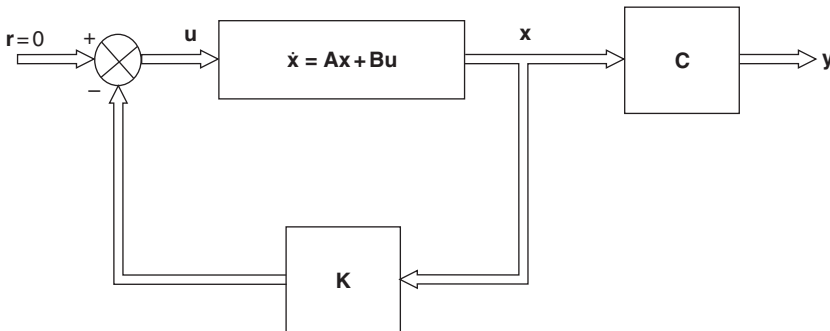 r = 0
+
u
ẋ = Ax + Bu
x
C
y
−
K